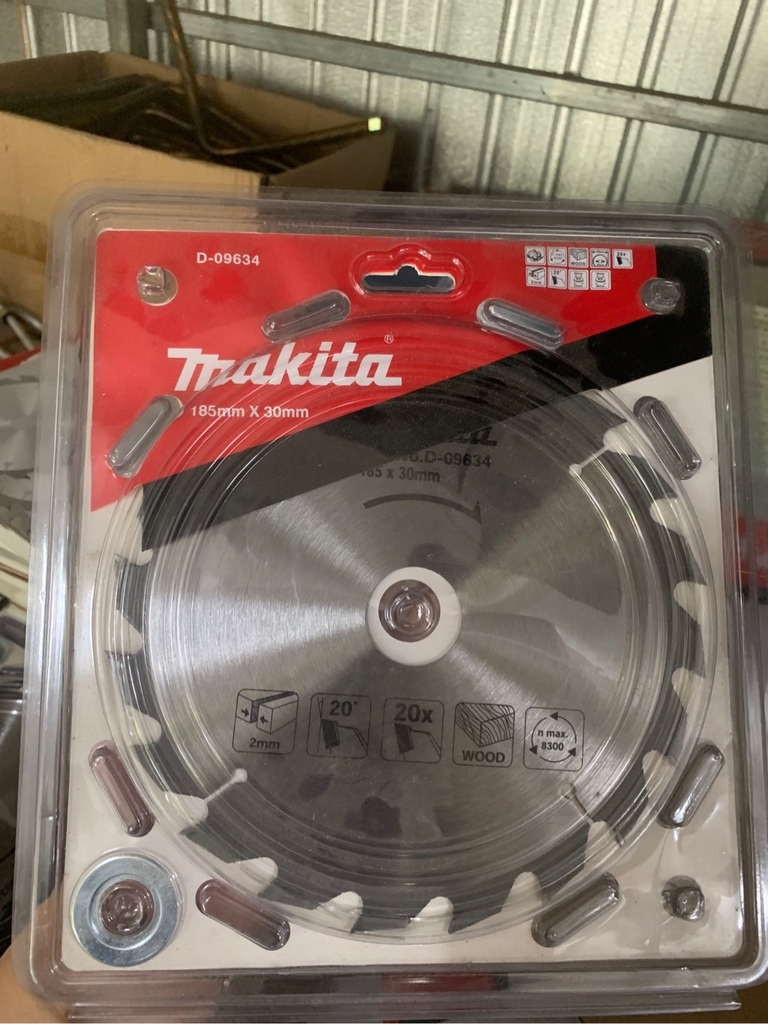 D-09634
makita®
185mm X 30mm
D-09634
185 x 30mm
2mm
20°
20x
WOOD
n max.
8300